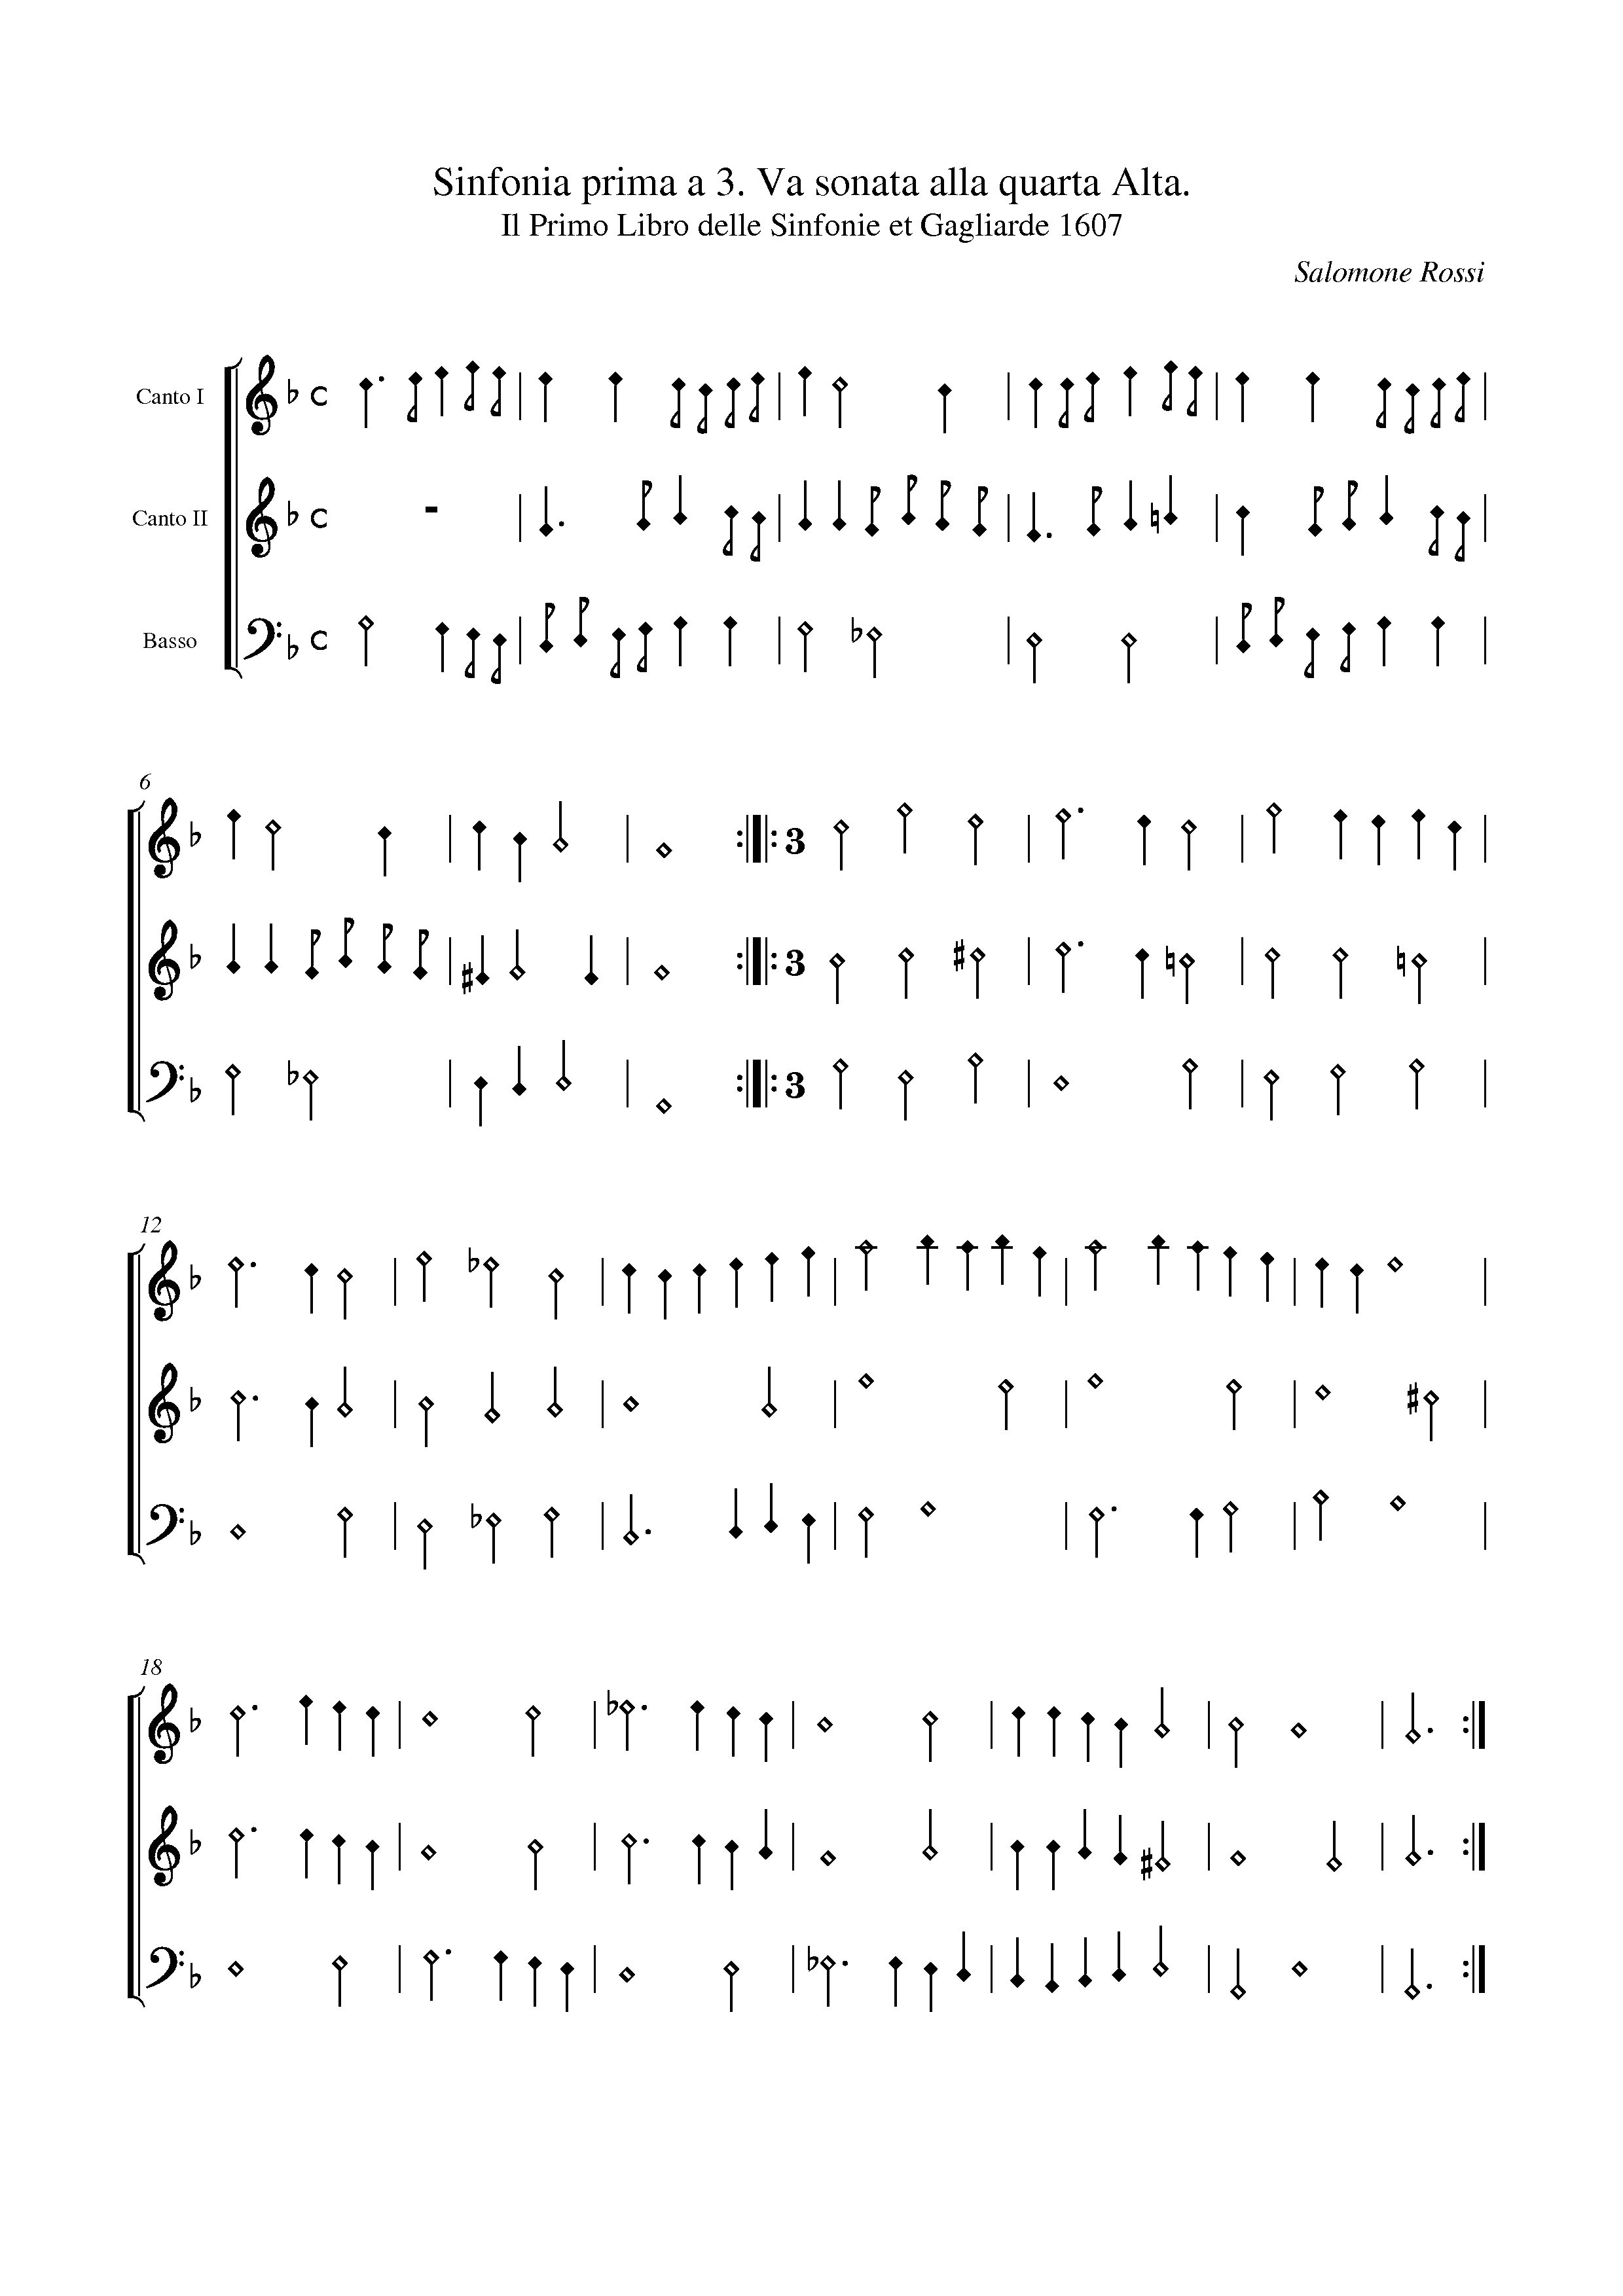 Sinfonia prima a 3. Va sonata alla quarta Alta.
Il Primo Libro delle Sinfonie et Gagliarde 1607
Salomone Rossi
Canto I
Canto II
Basso
6
3
3
3
12
18